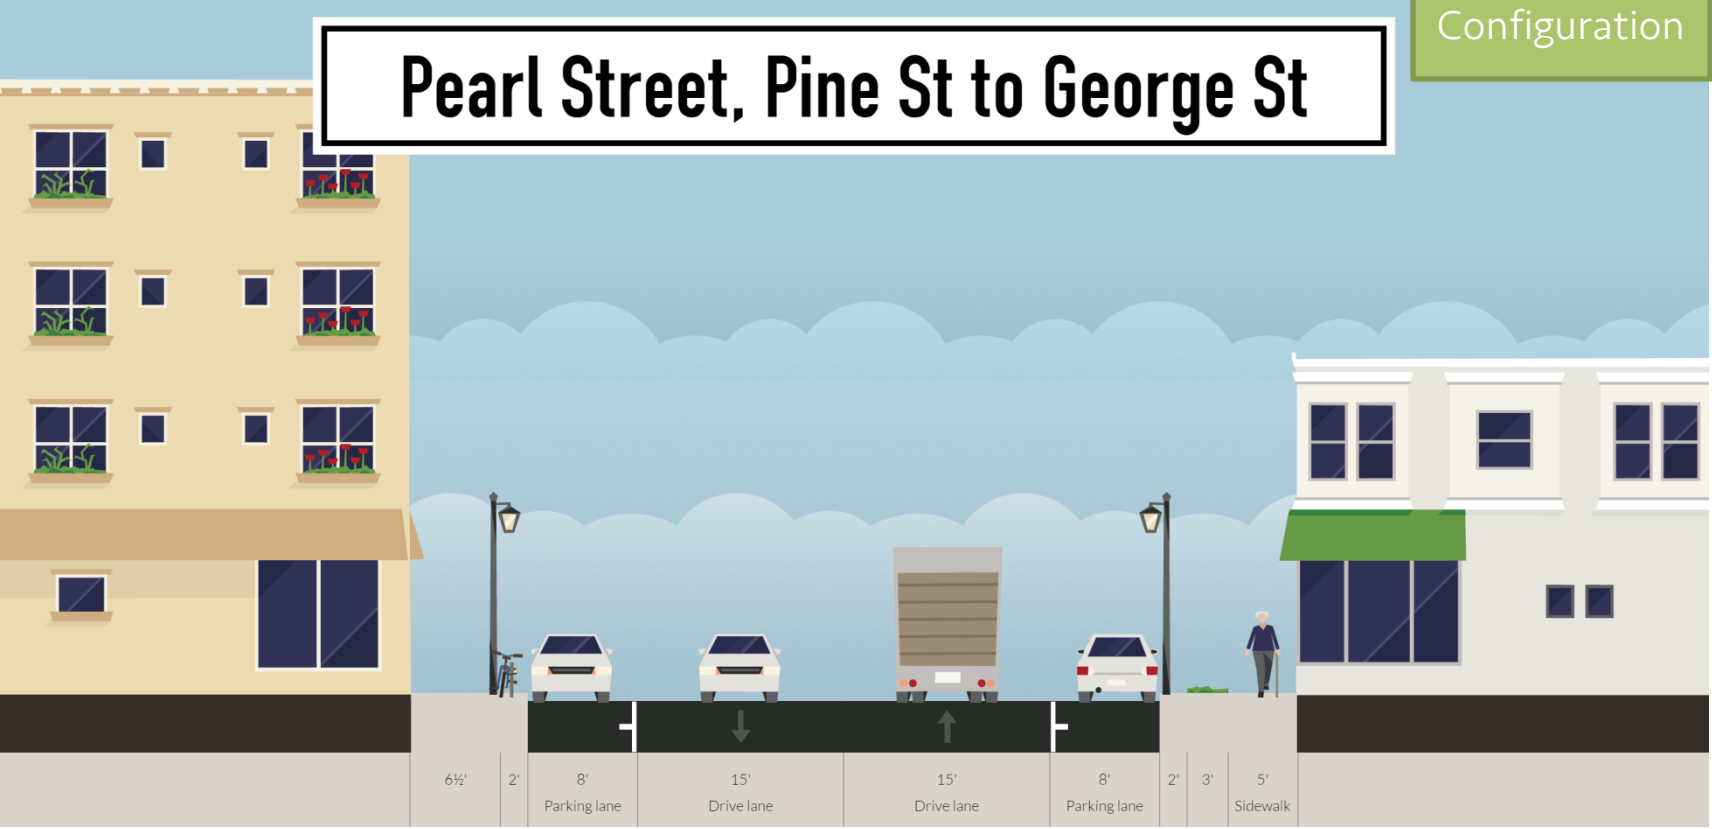 Configuration
Pearl Street, Pine St to George St
6½' 2' 8' 15' 15' 8' 2' 3' 5'
Parking lane Drive lane Drive lane Parking lane Sidewalk